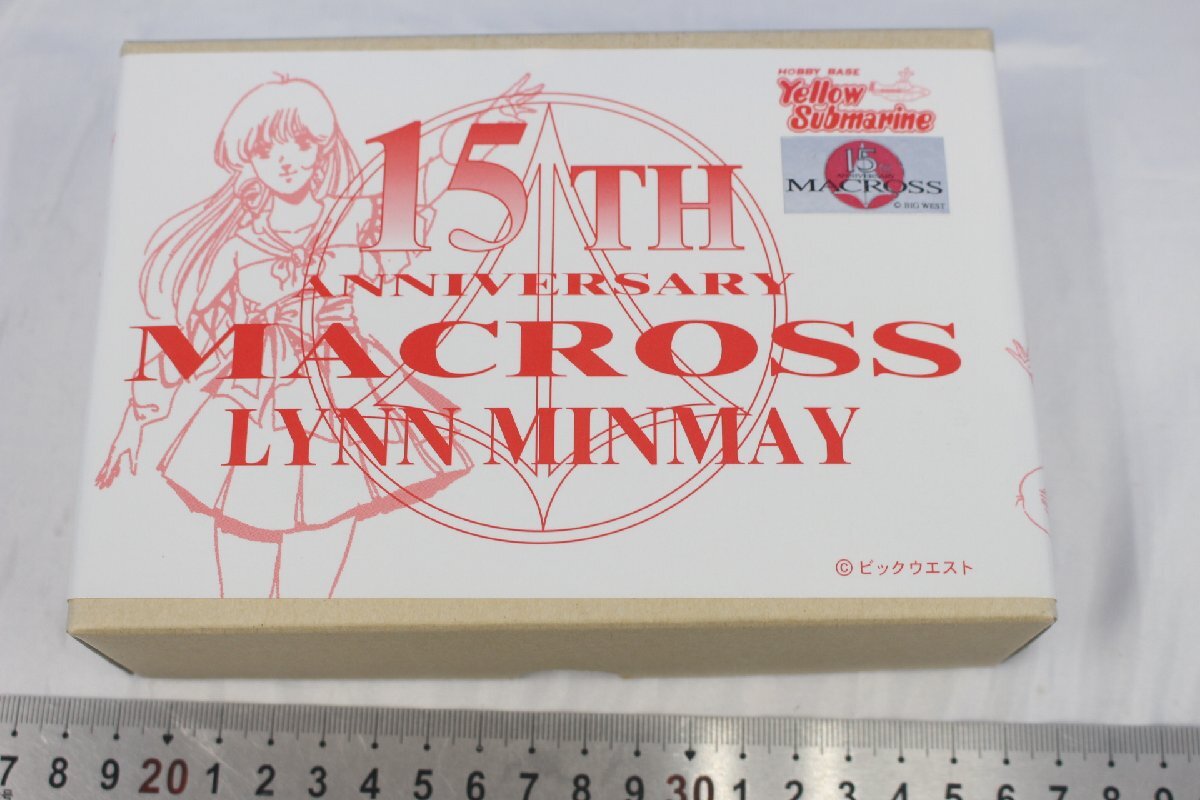 HOBBY BASE
Yellow
Submarine
15
ANNIVERSARY
MACROSS
© BIG WEST
15TH
ANNIVERSARY
MACROSS
LYNN MINMAY
©ビックウエスト
7 8 9 20 1 2 3 4 5 6 7 8 9 30 1 2 3 4 5 6 7 8 9